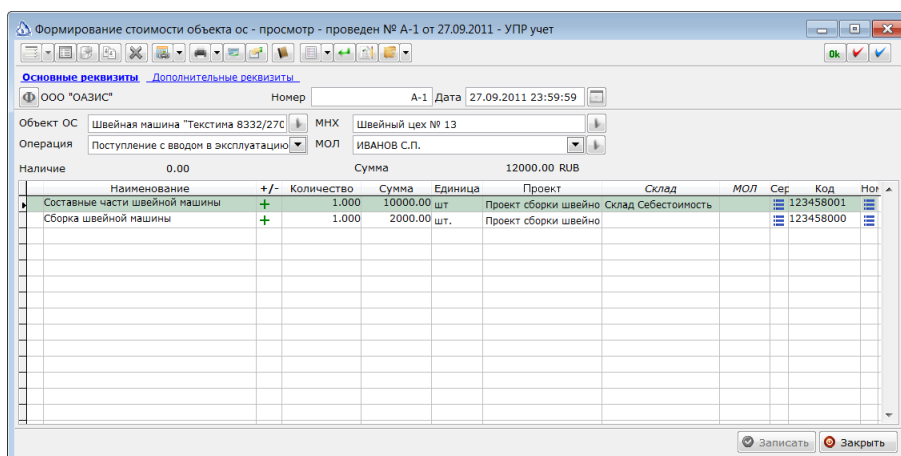 Формирование стоимости объекта ос - просмотр - проведен № А-1 от 27.09.2011 - УПР учет
Ok
Основные реквизиты Дополнительные реквизиты
Ф ООО "ОАЗИС" Номер А-1 Дата 27.09.2011 23:59:59
Объект ОС Швейная машина "Текстима 8332/270 МНХ Швейный цех № 13
Операция Поступление с вводом в эксплуатацию МОЛ ИВАНОВ С.П.
Наличие 0.00 Сумма 12000.00 RUB
Наименование +/- Количество Сумма Единица Проект Склад МОЛ Сер Код Ном
Составные части швейной машины + 1.000 10000.00 шт Проект сборки швейно Склад Себестоимость 123458001
Сборка швейной машины + 1.000 2000.00 шт. Проект сборки швейно 123458000
Записать Закрыть